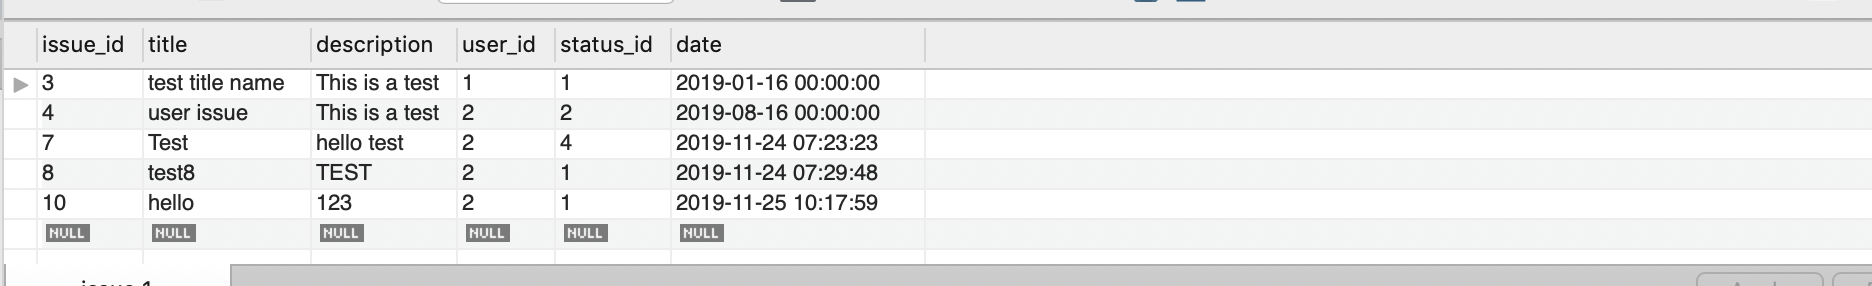 issue_id title description user_id status_id date
3 test title name This is a test 1 1 2019-01-16 00:00:00
4 user issue This is a test 2 2 2019-08-16 00:00:00
7 Test hello test 2 4 2019-11-24 07:23:23
8 test8 TEST 2 1 2019-11-24 07:29:48
10 hello 123 2 1 2019-11-25 10:17:59
NULL NULL NULL NULL NULL NULL
issue 1